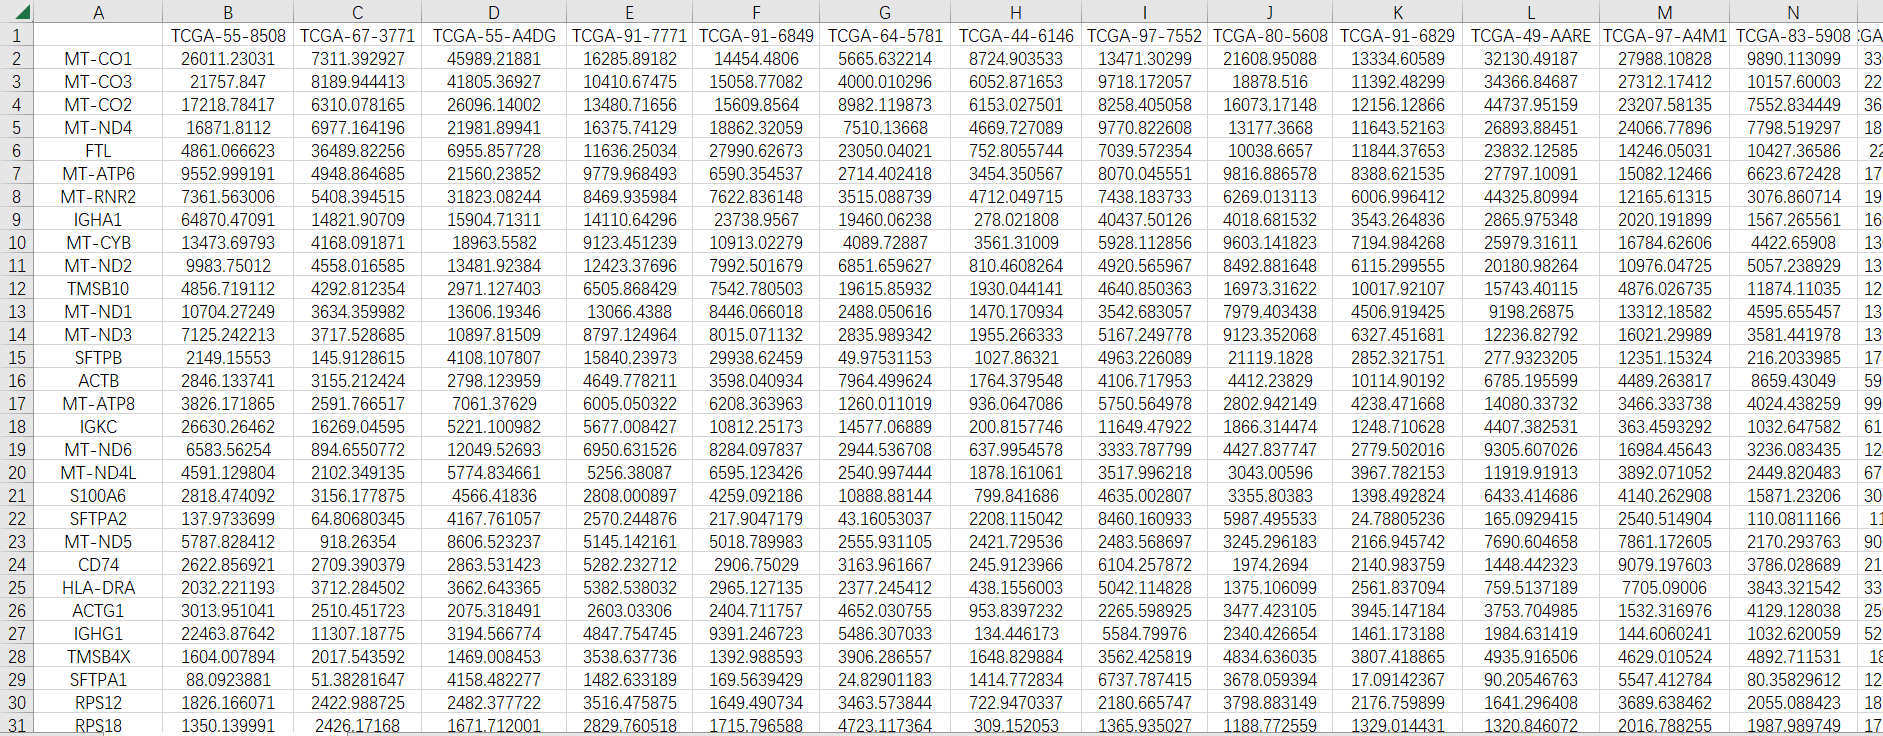 A B C D E F G H I J K L M N
1 TCGA-55-8508 TCGA-67-3771 TCGA-55-A4DG TCGA-91-7771 TCGA-91-6849 TCGA-64-5781 TCGA-44-6146 TCGA-97-7552 TCGA-80-5608 TCGA-91-6829 TCGA-49-AARE TCGA-97-A4M1 TCGA-83-5908
2 MT-CO1 26011.23031 7311.392927 45989.21881 16285.89182 14454.4806 5665.632214 8724.903533 13471.30299 21608.95088 13334.60589 32130.49187 27988.10828 9890.113099
3 MT-CO3 21757.847 8189.944413 41805.36927 10410.67475 15058.77082 4000.010296 6052.871653 9718.172057 18878.516 11392.48299 34366.84687 27312.17412 10157.60003 22
4 MT-CO2 17218.78417 6310.078165 26096.14002 13480.71656 15609.8564 8982.119873 6153.027501 8258.405058 16073.17148 12156.12866 44737.95159 23207.58135 7552.834449 36
5 MT-ND4 16871.8112 6977.164196 21981.89941 16375.74129 18862.32059 7510.13668 4669.727089 9770.822608 13177.3668 11643.52163 26893.88451 24066.77896 7798.519297 18
6 FTL 4861.066623 36489.82256 6955.857728 11636.25034 27990.62673 23050.04021 752.8055744 7039.572354 10038.6657 11844.37653 23832.12585 14246.05031 10427.36586 22
7 MT-ATP6 9552.999191 4948.864685 21560.23852 9779.968493 6590.354537 2714.402418 3454.350567 8070.045551 9816.886578 8388.621535 27797.10091 15082.12466 6623.672428 17
8 MT-RNR2 7361.563006 5408.394515 31823.08244 8469.935984 7622.836148 3515.088739 4712.049715 7438.183733 6269.013113 6006.996412 44325.80994 12165.61315 3076.860714 19
9 IGHA1 64870.47091 14821.90709 15904.71311 14110.64296 23738.9567 19460.06238 278.021808 40437.50126 4018.681532 3543.264836 2865.975348 2020.191899 1567.265561 16
10 MT-CYB 13473.69793 4168.091871 18963.5582 9123.451239 10913.02279 4089.72887 3561.31009 5928.112856 9603.141823 7194.984268 25979.31611 16784.62606 4422.65908 13
11 MT-ND2 9983.75012 4558.016585 13481.92384 12423.37696 7992.501679 6851.659627 810.4608264 4920.565967 8492.881648 6115.299555 20180.98264 10976.04725 5057.238929 13
12 TMSB10 4856.719112 4292.812354 2971.127403 6505.868429 7542.780503 19615.85932 1930.044141 4640.850363 16973.31622 10017.92107 15743.40115 4876.026735 11874.11035 12
13 MT-ND1 10704.27249 3634.359982 13606.19346 13066.4388 8446.066018 2488.050616 1470.170934 3542.683057 7979.403438 4506.919425 9198.26875 13312.18582 4595.655457 13
14 MT-ND3 7125.242213 3717.528685 10897.81509 8797.124964 8015.071132 2835.989342 1955.266333 5167.249778 9123.352068 6327.451681 12236.82792 16021.29989 3581.441978 13
15 SFTPB 2149.15553 145.9128615 4108.107807 15840.23973 29938.62459 49.97531153 1027.86321 4963.226089 21119.1828 2852.321751 277.9323205 12351.15324 216.2033985 17
16 ACTB 2846.133741 3155.212424 2798.123959 4649.778211 3598.040934 7964.499624 1764.379548 4106.717953 4412.23829 10114.90192 6785.195599 4489.263817 8659.43049 59
17 MT-ATP8 3826.171865 2591.766517 7061.37629 6005.050322 6208.363963 1260.011019 936.0647086 5750.564978 2802.942149 4238.471668 14080.33732 3466.333738 4024.438259 99
18 IGKC 26630.26462 16269.04595 5221.100982 5677.008427 10812.25173 14577.06889 200.8157746 11649.47922 1866.314474 1248.710628 4407.382531 363.4593292 1032.647582 61
19 MT-ND6 6583.56254 894.6550772 12049.52693 6950.631526 8284.097837 2944.536708 637.9954578 3333.787799 4427.837747 2779.502016 9305.607026 16984.45643 3236.083435
20 MT-ND4L 4591.129804 2102.349135 5774.834661 5256.38087 6595.123426 2540.997444 1878.161061 3517.996218 3043.00596 3967.782153 11919.91913 3892.071052 2449.820483 67
21 S100A6 2818.474092 3156.177875 4566.41836 2808.000897 4259.092186 10888.88144 799.841686 4635.002807 3355.80383 1398.492824 6433.414686 4140.262908 15871.23206 30
22 SFTPA2 137.9733699 64.80680345 4167.761057 2570.244876 217.9047179 43.16053037 2208.115042 8460.160933 5987.495533 24.78805236 165.0929415 2540.514904 110.0811166 11
23 MT-ND5 5787.828412 918.26354 8606.523237 5145.142161 5018.789983 2555.931105 2421.729536 2483.568697 3245.296183 2166.945742 7690.604658 7861.172605 2170.293763 90
24 CD74 2622.856921 2709.390379 2863.531423 5282.232712 2906.75029 3163.961667 245.9123966 6104.257872 1974.2694 2140.983759 1448.442323 9079.197603 3786.028689 21
25 HLA-DRA 2032.221193 3712.284502 3662.643365 5382.538032 2965.127135 2377.245412 438.1556003 5042.114828 1375.106099 2561.837094 759.5137189 7705.09006 3843.321542 33
26 ACTG1 3013.951041 2510.451723 2075.318491 2603.03306 2404.711757 4652.030755 953.8397232 2265.598925 3477.423105 3945.147184 3753.704985 1532.316976 4129.128038 25
27 IGHG1 22463.87642 11307.18775 3194.566774 4847.754745 9391.246723 5486.307033 134.446173 5584.79976 2340.426654 1461.173188 1984.631419 144.6060241 1032.620059 52
28 TMSB4X 1604.007894 2017.543592 1469.008453 3538.637736 1392.988593 3906.286557 1648.829884 3562.425819 4834.636035 3807.418865 4935.916506 4629.010524 4892.711531 18
29 SFTPA1 88.0923881 51.38281647 4158.482277 1482.633189 169.5639429 24.82901183 1414.772834 6737.787415 3678.059394 17.09142367 90.20546763 5547.412784 80.35829612 12
30 RPS12 1826.166071 2422.988725 2482.377722 3516.475875 1649.490734 3463.573844 722.9470337 2180.665747 3798.883149 2176.759899 1641.296408 3689.638462 2055.088423 18
31 RPS18 1350.139991 2426.17168 1671.712001 2829.760518 1715.796588 4723.117364 309.152053 1365.935027 1188.772559 1329.014431 1320.846072 2016.788255 1987.989749 17